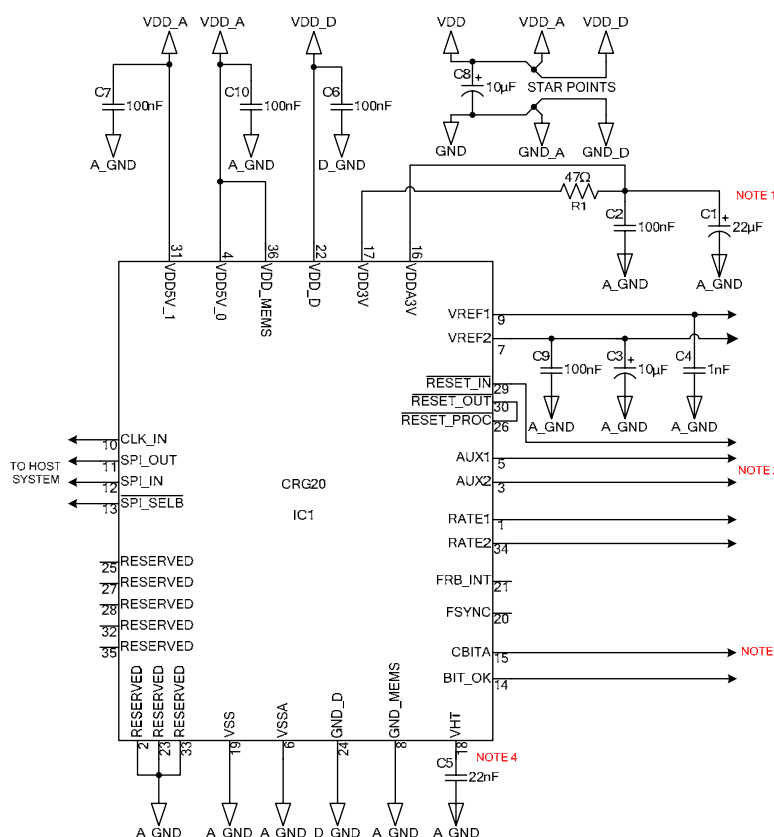 VDD_A VDD_A VDD_D VDD VDD_A VDD_D
C7 100nF C10 100nF C6 100nF C8 + 10µF STAR POINTS
A_GND A_GND D_GND GND GND_A GND_D
47Ω
R1
NOTE 1
C2 100nF C1 + 22µF
A_GND A_GND
31 4 36 22 17 16
VDD5V_1 VDD5V_0 VDD_MEMS VDD_D VDD3V VDDA3V
VREF1 9
VREF2 7
C9 100nF C3 + 10µF C4 1nF
A_GND A_GND A_GND
RESET_IN 29
RESET_OUT 30
RESET_PROC 26
TO HOST SYSTEM
10 CLK_IN
11 SPI_OUT
12 SPI_IN
13 SPI_SELB
CRG20
IC1
AUX1 5
AUX2 3
NOTE
RATE1 1
RATE2 34
25 RESERVED
27 RESERVED
28 RESERVED
32 RESERVED
35 RESERVED
FRB_INT 21
FSYNC 20
CBITA 15
NOTE
BIT_OK 14
RESERVED RESERVED RESERVED VSS VSSA GND_D GND_MEMS VHT
2 23 33 19 6 24 8 18
NOTE 4
C5 22nF
A_GND A_GND A_GND D_GND A_GND A_GND